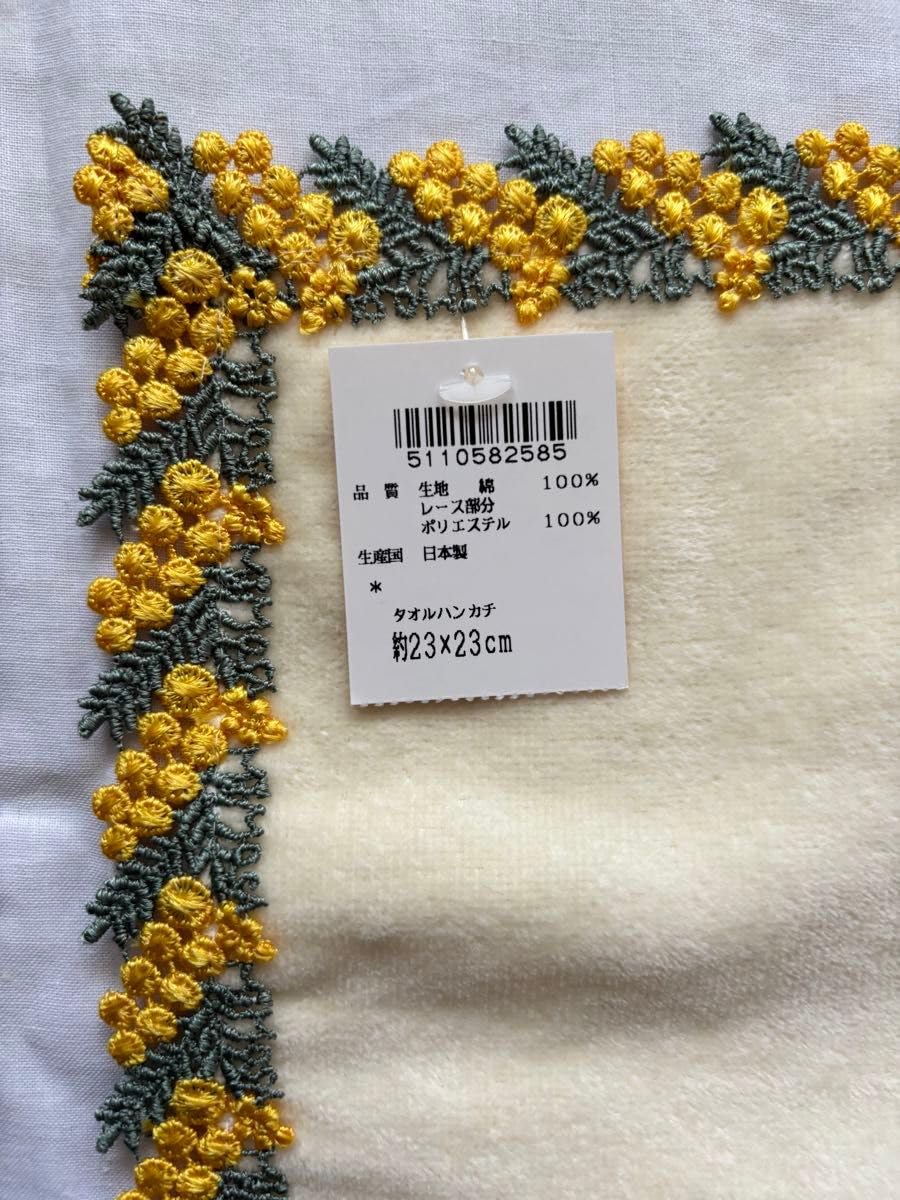 5110582585
品 質 生地 綿 100%
レース部分
ポリエステル 100%
生産国 日本製
*
タオルハンカチ
約23×23cm